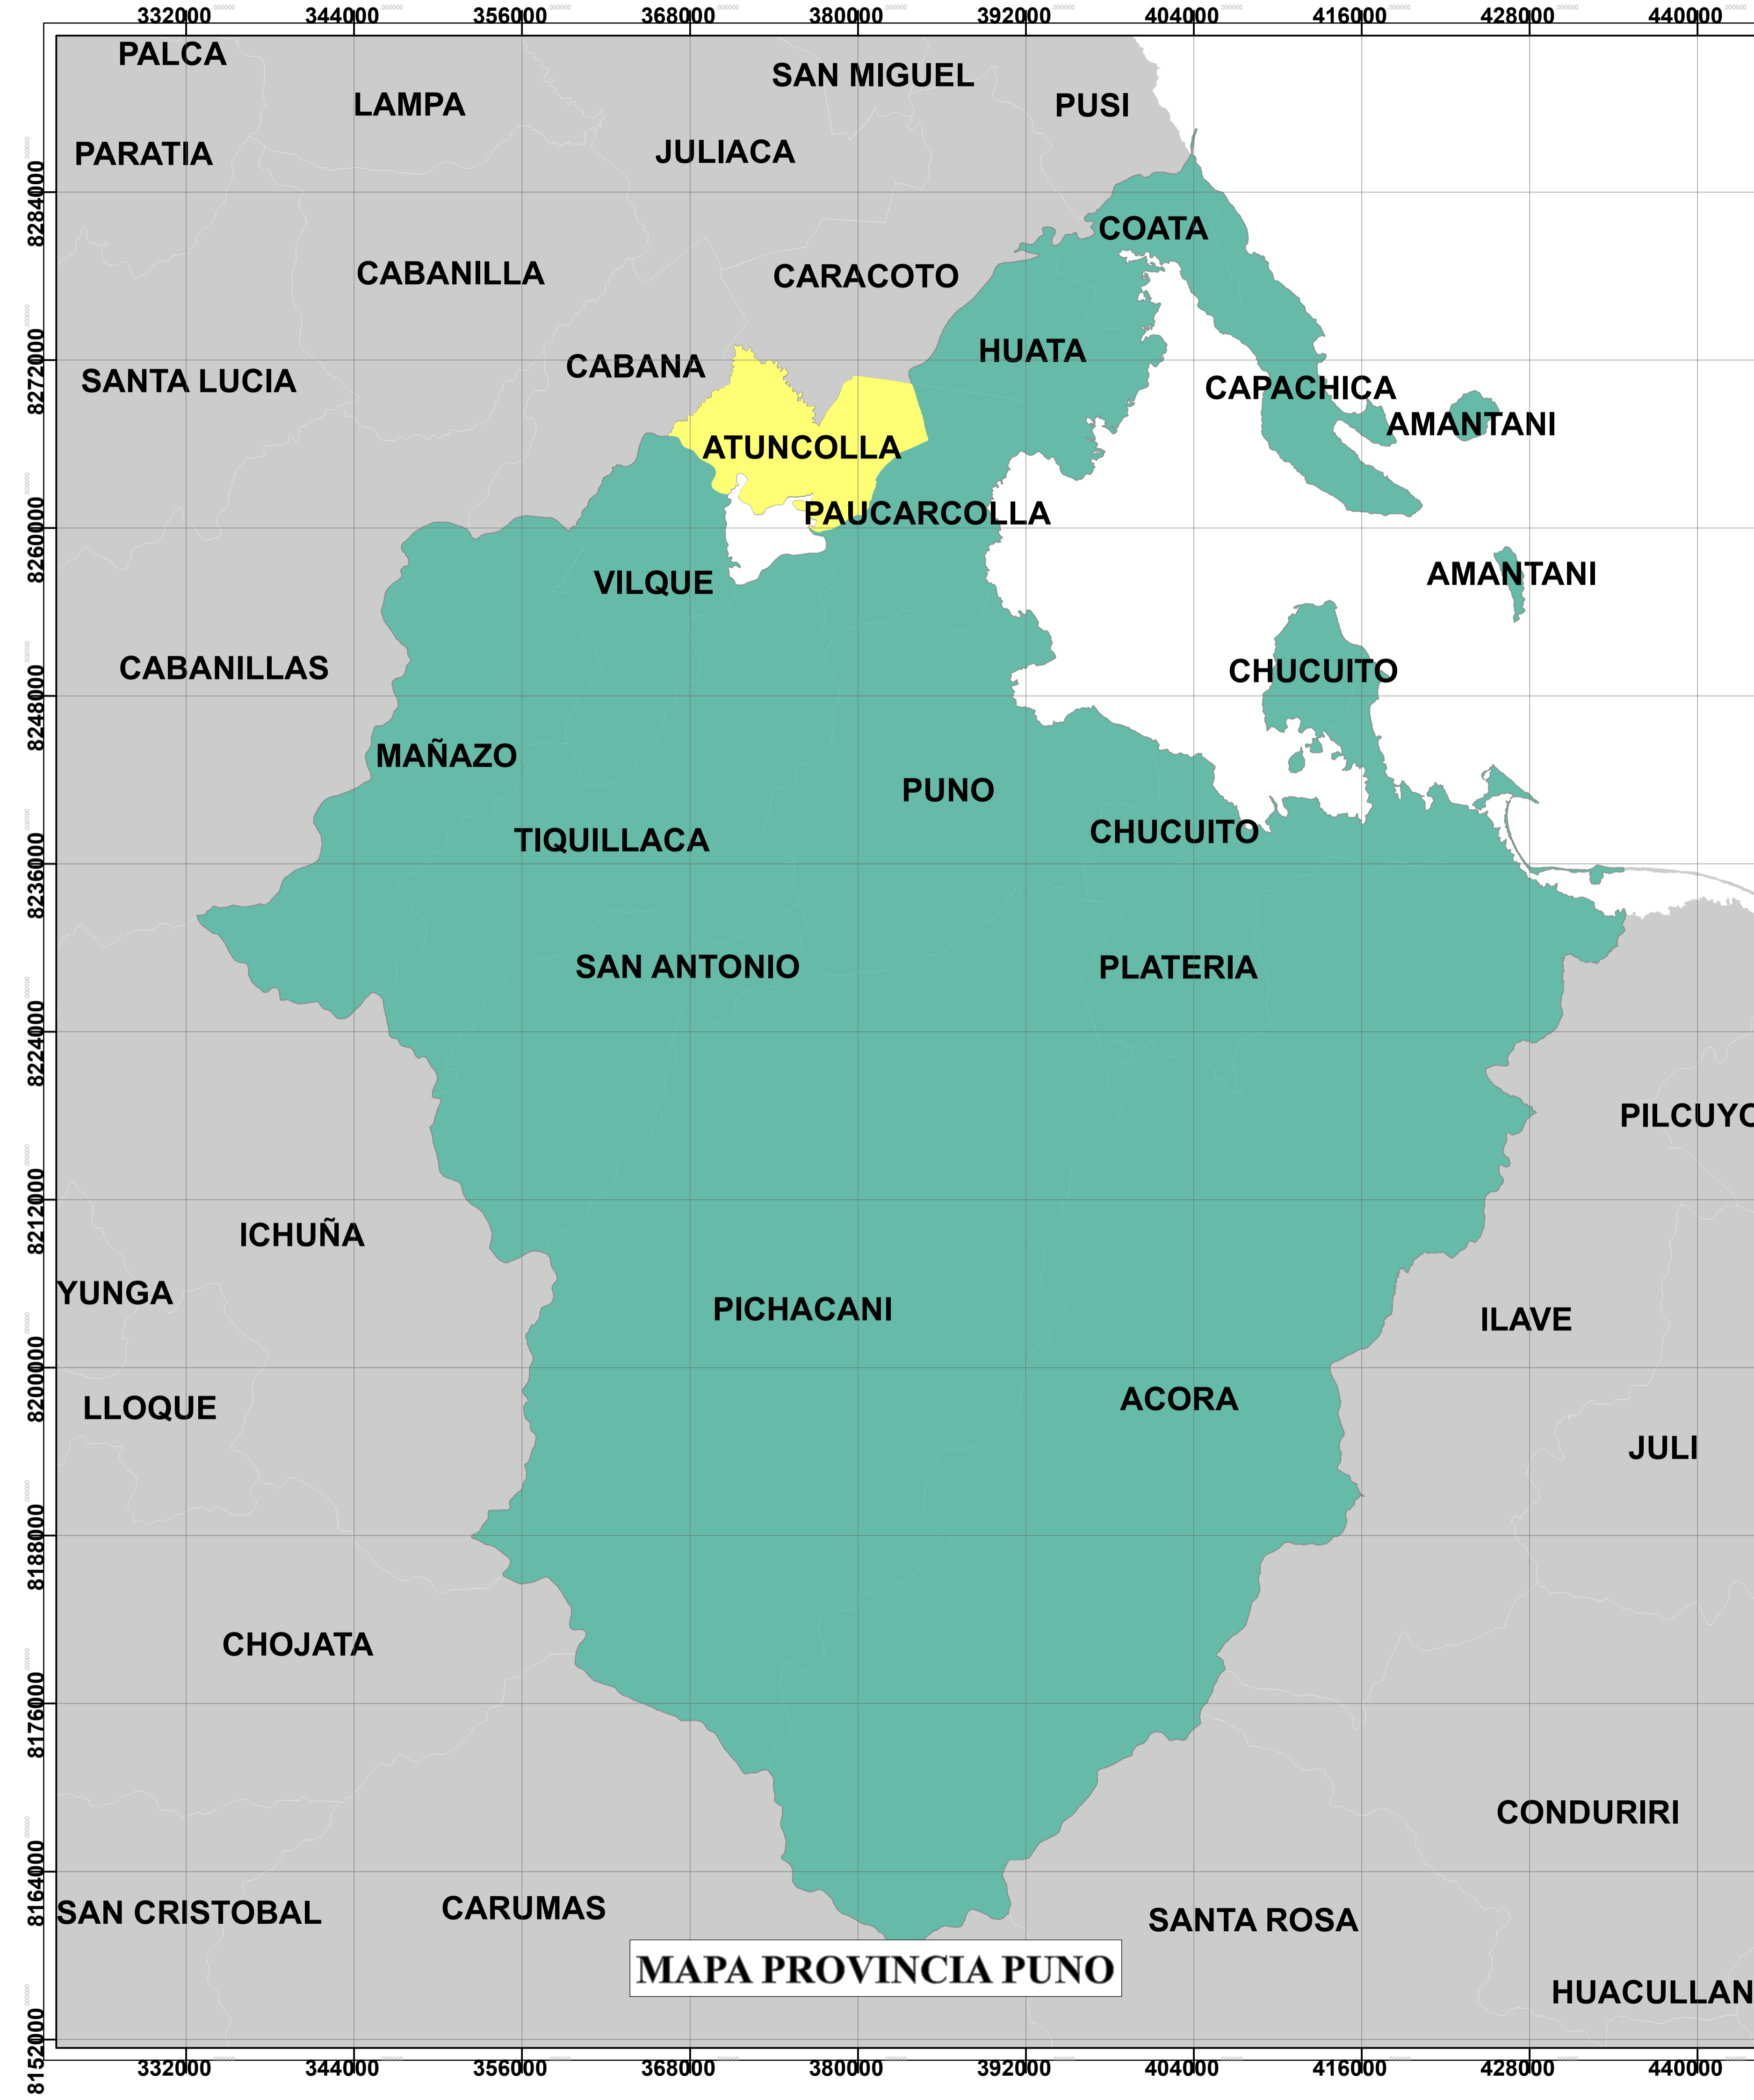 332000 344000 356000 368000 380000 392000 404000 416000 428000 440000
PALCA
SAN MIGUEL
LAMPA
PUSI
PARATIA
JULIACA
8284000
COATA
CABANILLA
CARACOTO
HUATA
8272000
CABANA
SANTA LUCIA
CAPACHICA
AMANTANI
ATUNCOLLA
PAUCARCOLLA
8260000
AMANTANI
VILQUE
CABANILLAS
CHUCUITO
8248000
MAÑAZO
PUNO
CHUCUITO
TIQUILLACA
8236000
SAN ANTONIO
PLATERIA
8224000
PILCUYO
8212000
ICHUÑA
YUNGA
PICHACANI
ILAVE
8200000
ACORA
LLOQUE
JULI
8188000
CHOJATA
8176000
CONDURIRI
8164000
CARUMAS
SAN CRISTOBAL
SANTA ROSA
MAPA PROVINCIA PUNO
HUACULLAN
8152000
332000 344000 356000 368000 380000 392000 404000 416000 428000 440000